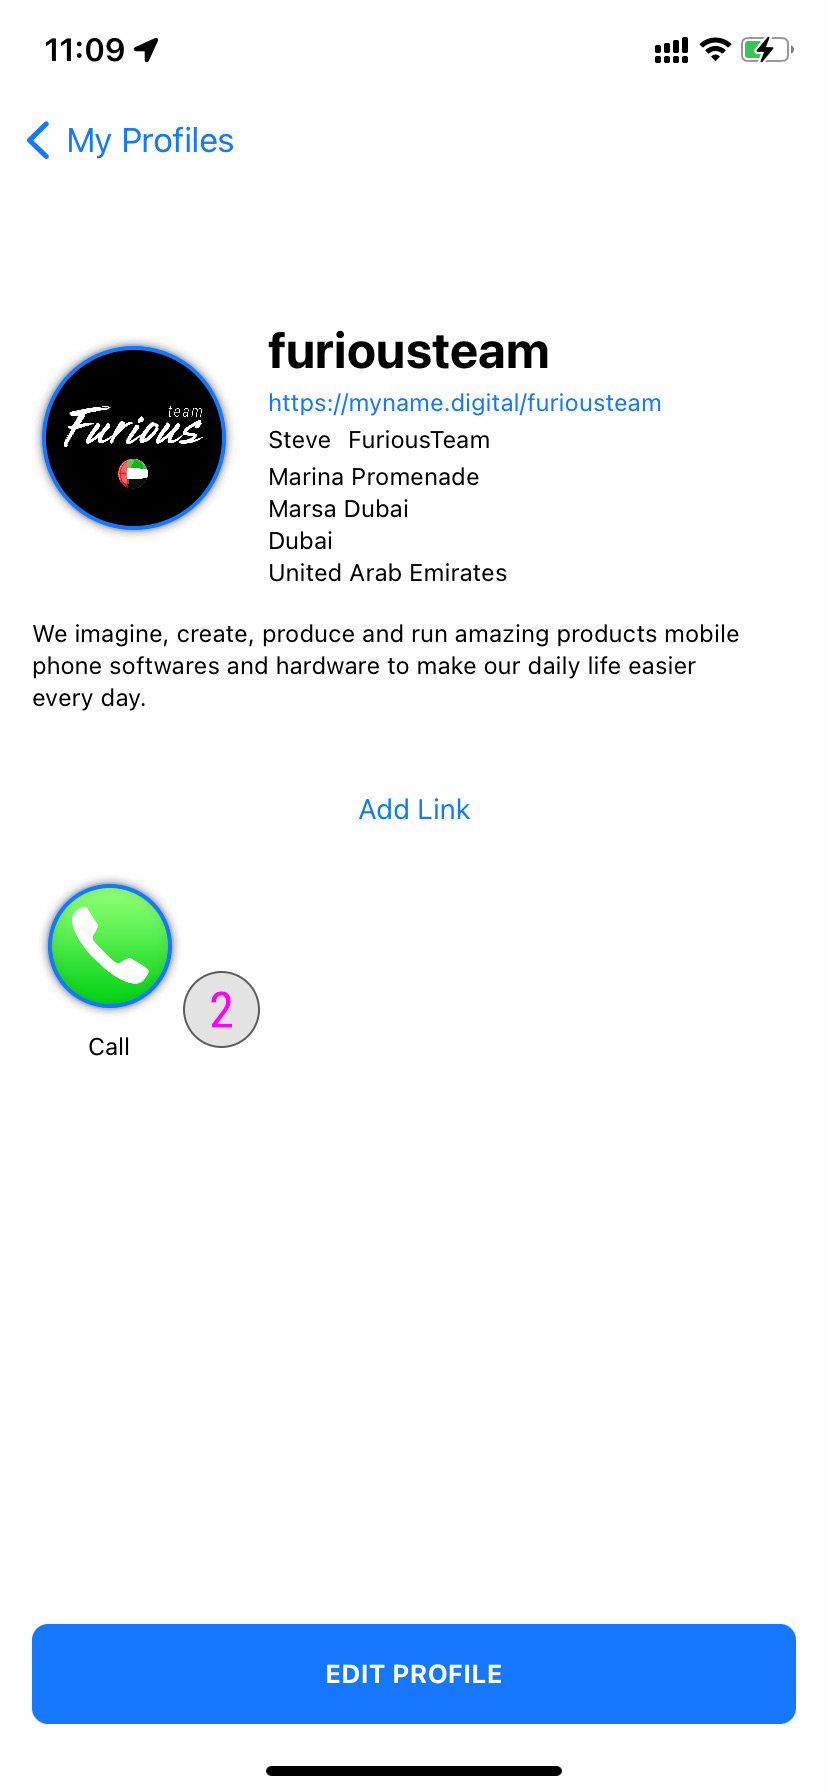 11:09
My Profiles
furiousteam
https://myname.digital/furiousteam
Steve FuriousTeam
Marina Promenade
Marsa Dubai
Dubai
United Arab Emirates
team
Furious
We imagine, create, produce and run amazing products mobile
phone softwares and hardware to make our daily life easier
every day.
Add Link
2
Call
EDIT PROFILE